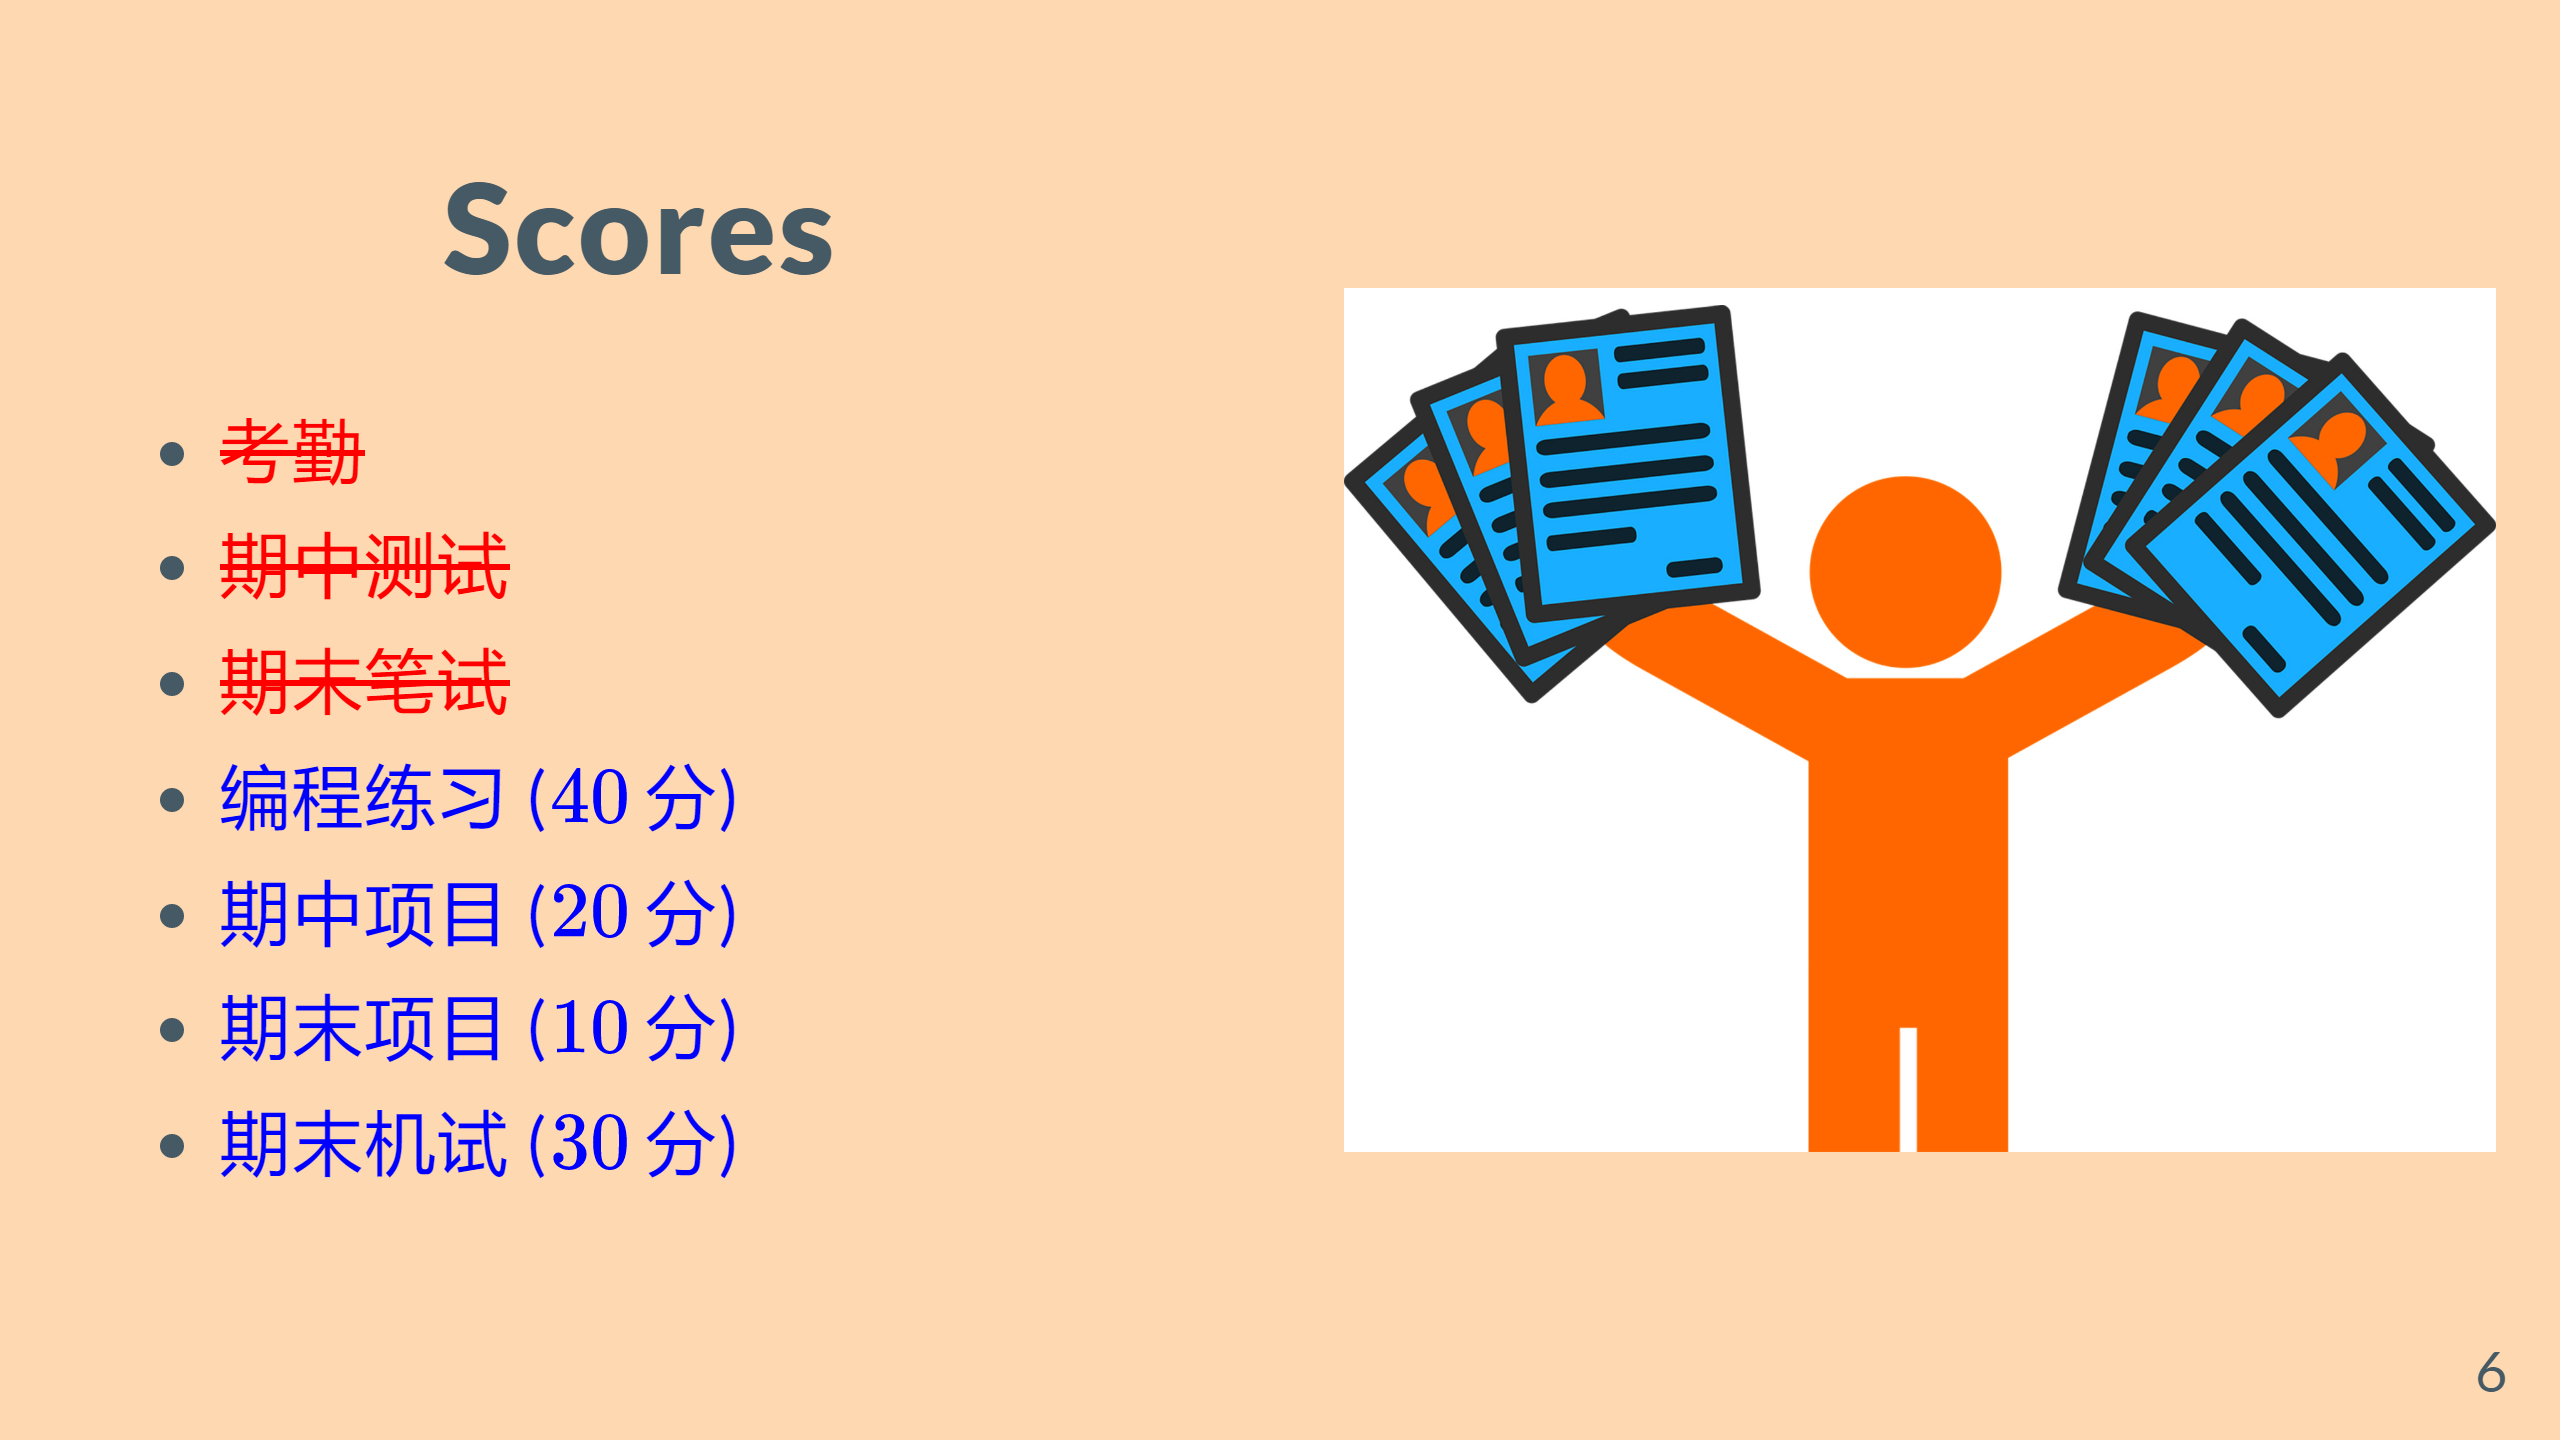 Scores
考勤
期中测试
期末笔试
编程练习 (40 分)
期中项目 (20 分)
期末项目 (10 分)
期末机试 (30 分)
6